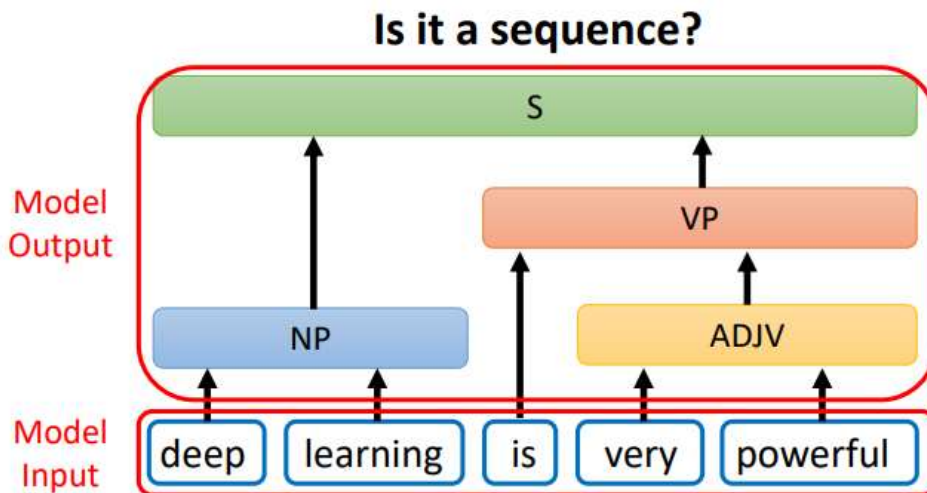 Is it a sequence?
S
Model
Output
VP
NP
ADJV
Model
Input
deep learning is very powerful